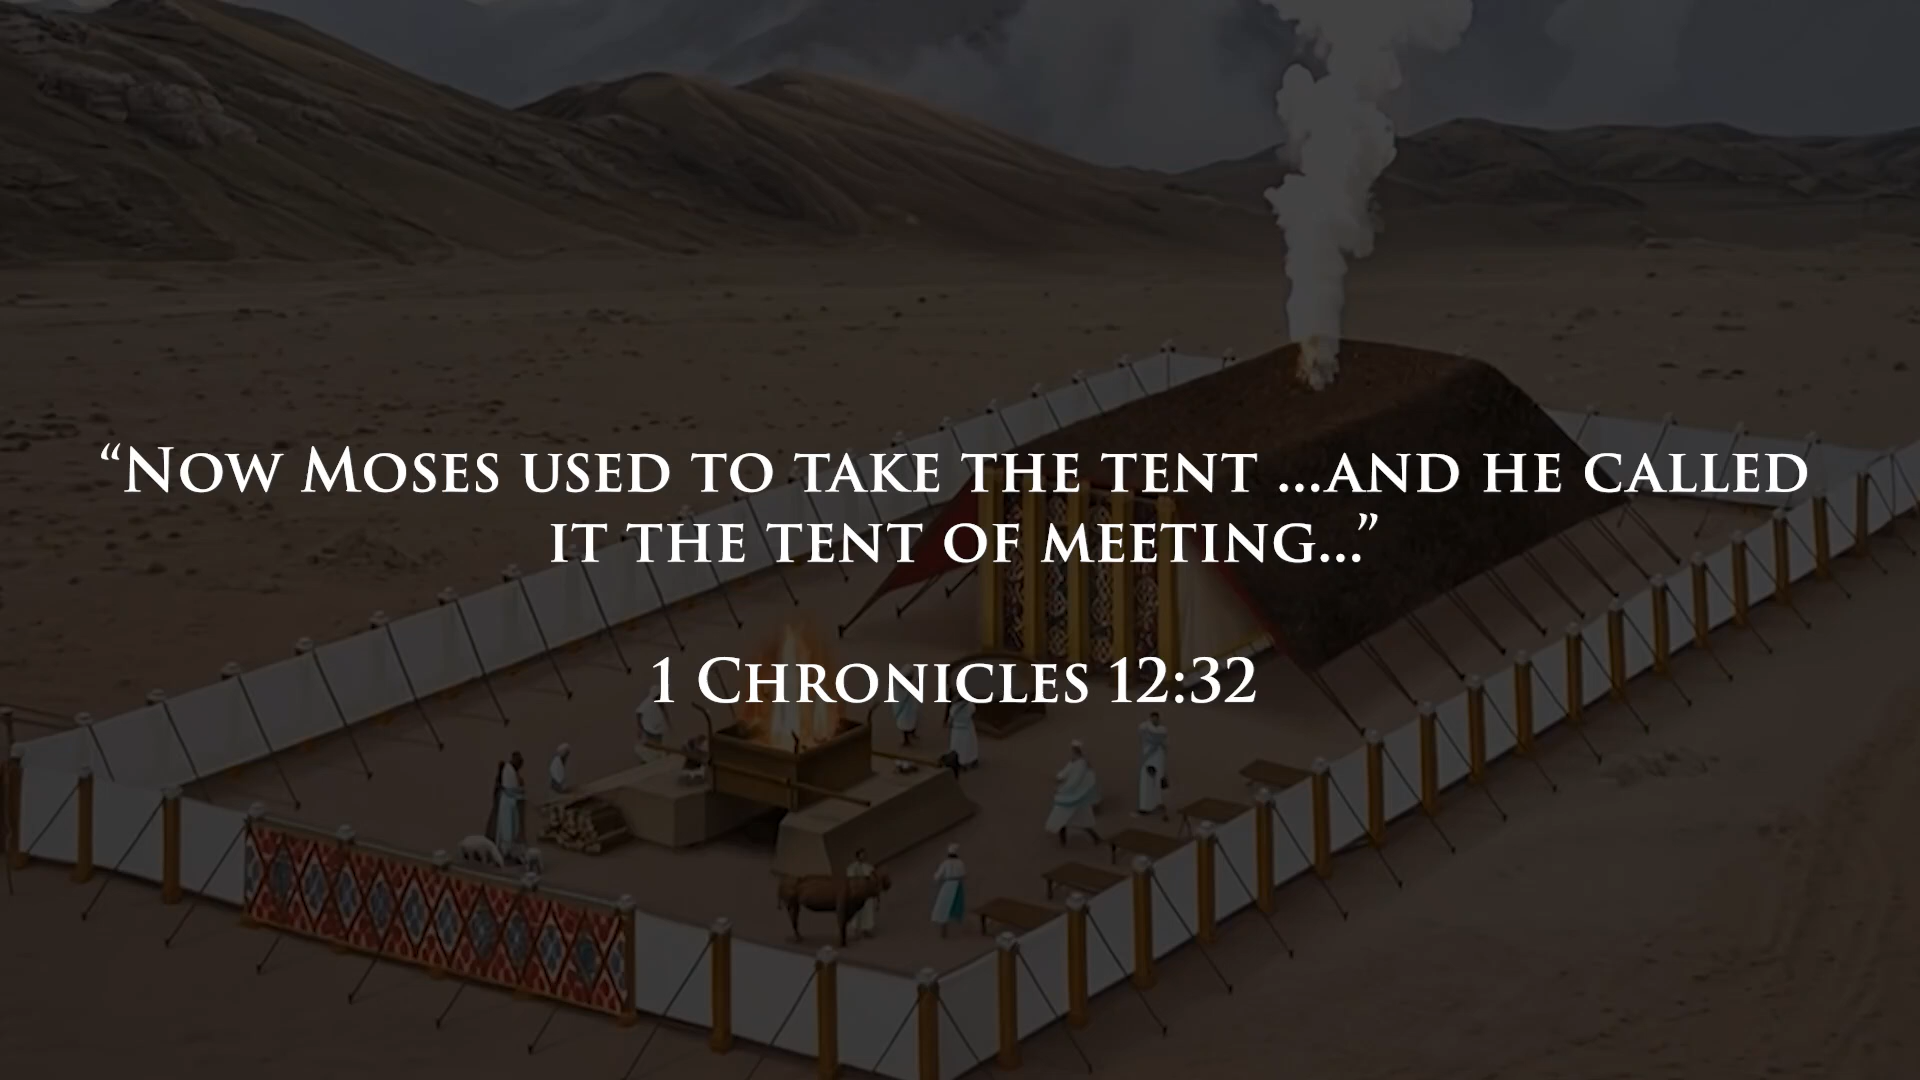 “Now Moses used to take the tent ...and he called
it the tent of meeting...”
1 Chronicles 12:32